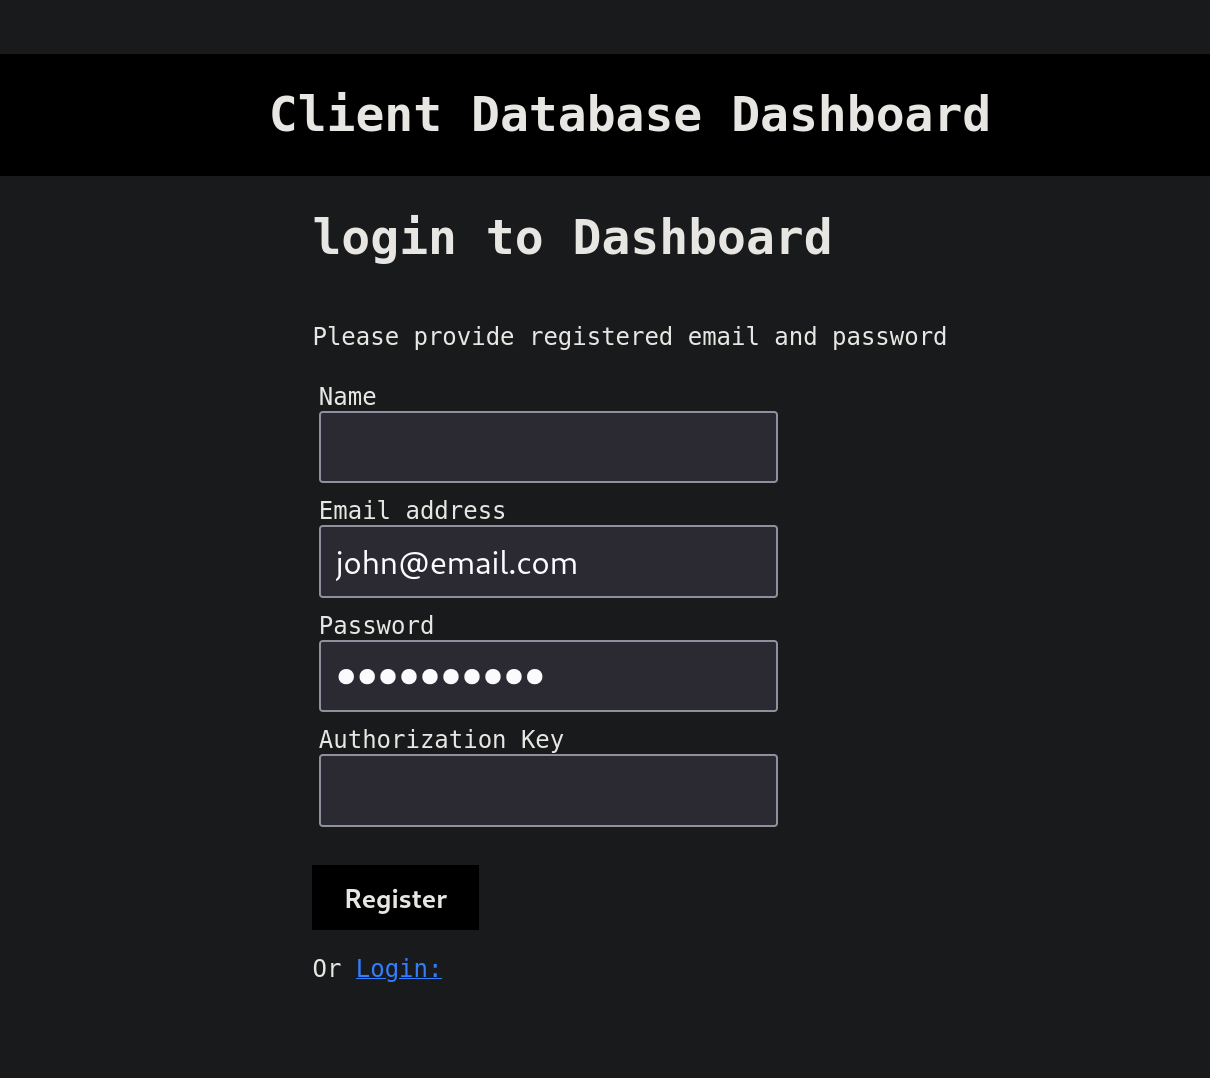 Client Database Dashboard
login to Dashboard
Please provide registered email and password
Name
Email address
john@email.com
Password
●●●●●●●●●●
Authorization Key
Register
Or Login: